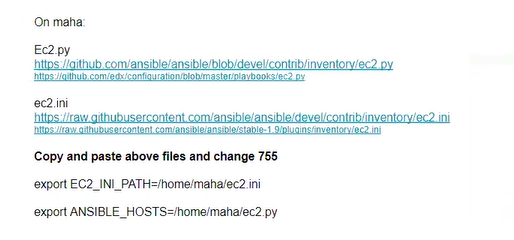 On maha:
Ec2.py
https://github.com/ansible/ansible/blob/devel/contrib/inventory/ec2.py
https://github.com/edx/configuration/blob/master/playbooks/ec2.py
ec2.ini
https://raw.githubusercontent.com/ansible/ansible/devel/contrib/inventory/ec2.ini
https://raw.githubusercontent.com/ansible/ansible/stable-1.9/plugins/inventory/ec2.ini
Copy and paste above files and change 755
export EC2_INI_PATH=/home/maha/ec2.ini
export ANSIBLE_HOSTS=/home/maha/ec2.py